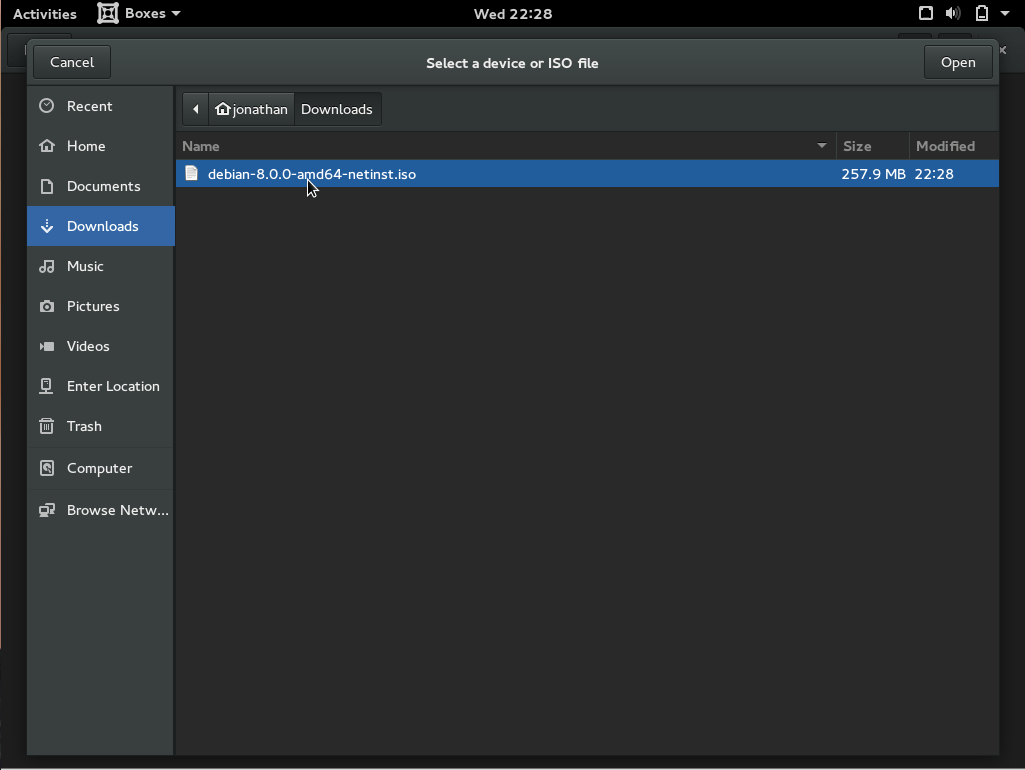 Activities Boxes Wed 22:28
Cancel Select a device or ISO file Open
Recent
Home
Documents
Downloads
Music
Pictures
Videos
Enter Location
Trash
Computer
Browse Netw...
jonathan Downloads
Name Size Modified
debian-8.0.0-amd64-netinst.iso 257.9 MB 22:28